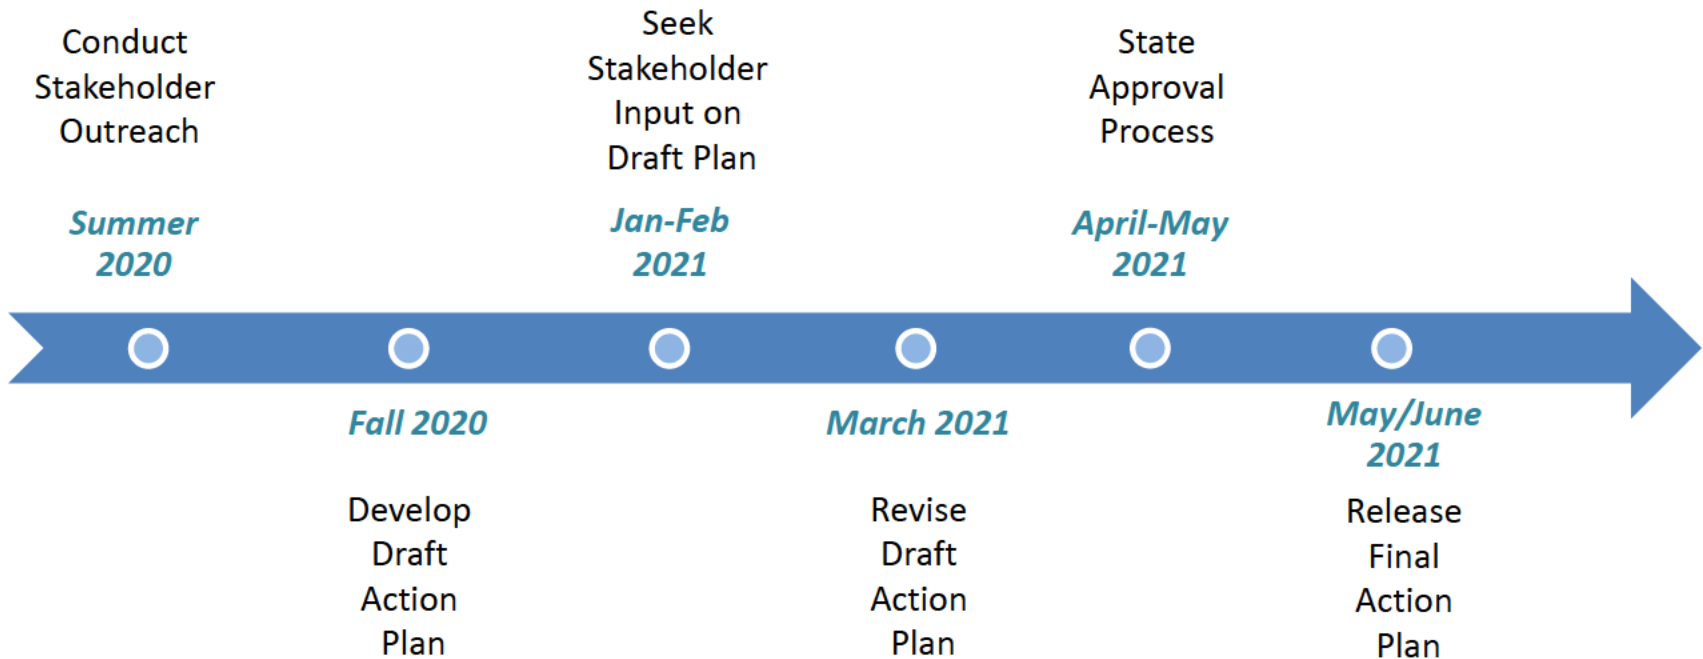 Conduct
Stakeholder
Outreach
Summer
2020
Fall 2020
Develop
Draft
Action
Plan
Seek
Stakeholder
Input on
Draft Plan
Jan-Feb
2021
March 2021
Revise
Draft
Action
Plan
State
Approval
Process
April-May
2021
May/June
2021
Release
Final
Action
Plan